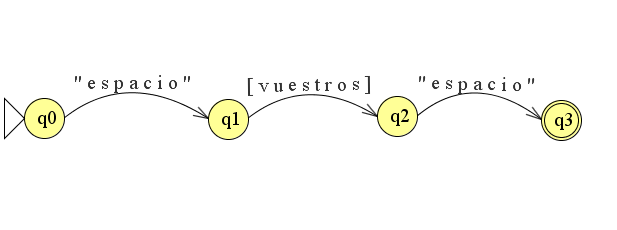 "espacio" [vuestros] "espacio"
q0 q1 q2 q3